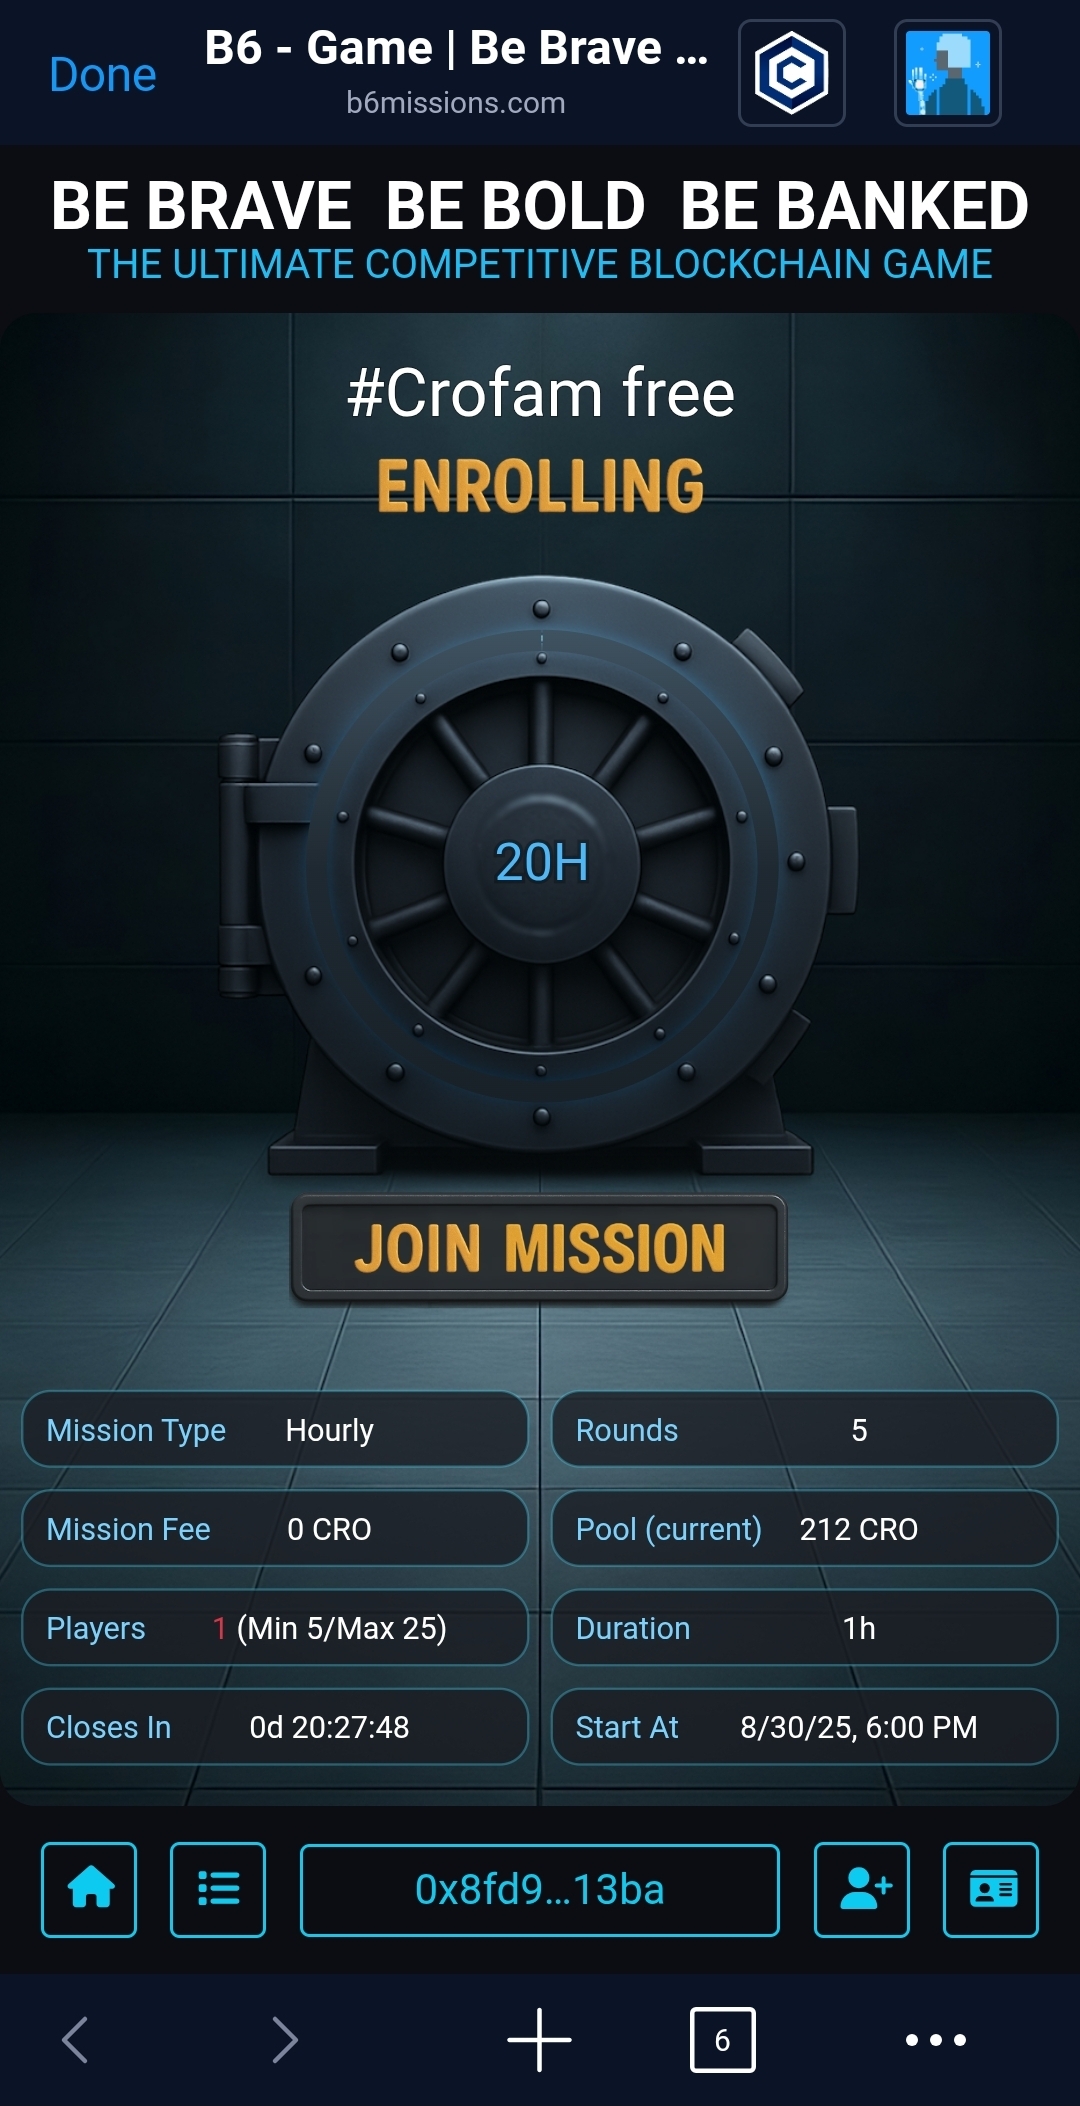 Done
B6 - Game | Be Brave ...
b6missions.com
BE BRAVE BE BOLD BE BANKED
THE ULTIMATE COMPETITIVE BLOCKCHAIN GAME
#Crofam free
ENROLLING
20H
JOIN MISSION
Mission Type Hourly
Rounds 5
Mission Fee 0 CRO
Pool (current) 212 CRO
Players 1 (Min 5/Max 25)
Duration 1h
Closes In 0d 20:27:48
Start At 8/30/25, 6:00 PM
0x8fd9...13ba
6